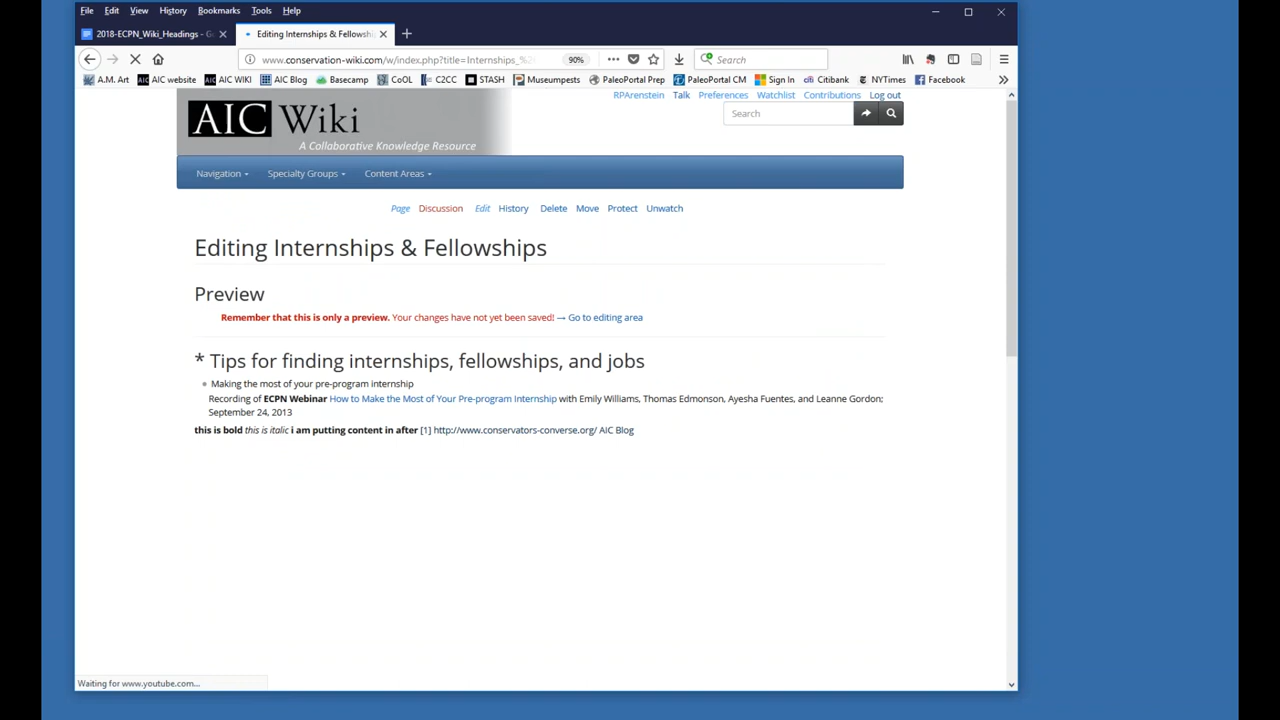 File Edit View History Bookmarks Tools Help
2018-ECPN_Wiki_Headings - Go
Editing Internships & Fellowship
www.conservation-wiki.com/w/index.php?title=Internships_%2 90% Search
A.M. Art AIC website AIC WIKI AIC Blog Basecamp CoOL C2CC STASH Museumpests PaleoPortal Prep PaleoPortal CM Sign In Citibank NYTimes Facebook
RPArenstein Talk Preferences Watchlist Contributions Log out
AIC Wiki
A Collaborative Knowledge Resource
Search
Navigation Specialty Groups Content Areas
Page Discussion Edit History Delete Move Protect Unwatch
Editing Internships & Fellowships
Preview
Remember that this is only a preview. Your changes have not yet been saved! → Go to editing area
* Tips for finding internships, fellowships, and jobs
Making the most of your pre-program internship
Recording of ECPN Webinar How to Make the Most of Your Pre-program Internship with Emily Williams, Thomas Edmonson, Ayesha Fuentes, and Leanne Gordon;
September 24, 2013
this is bold this is italic i am putting content in after [1] http://www.conservators-converse.org/ AIC Blog
Waiting for www.youtube.com...